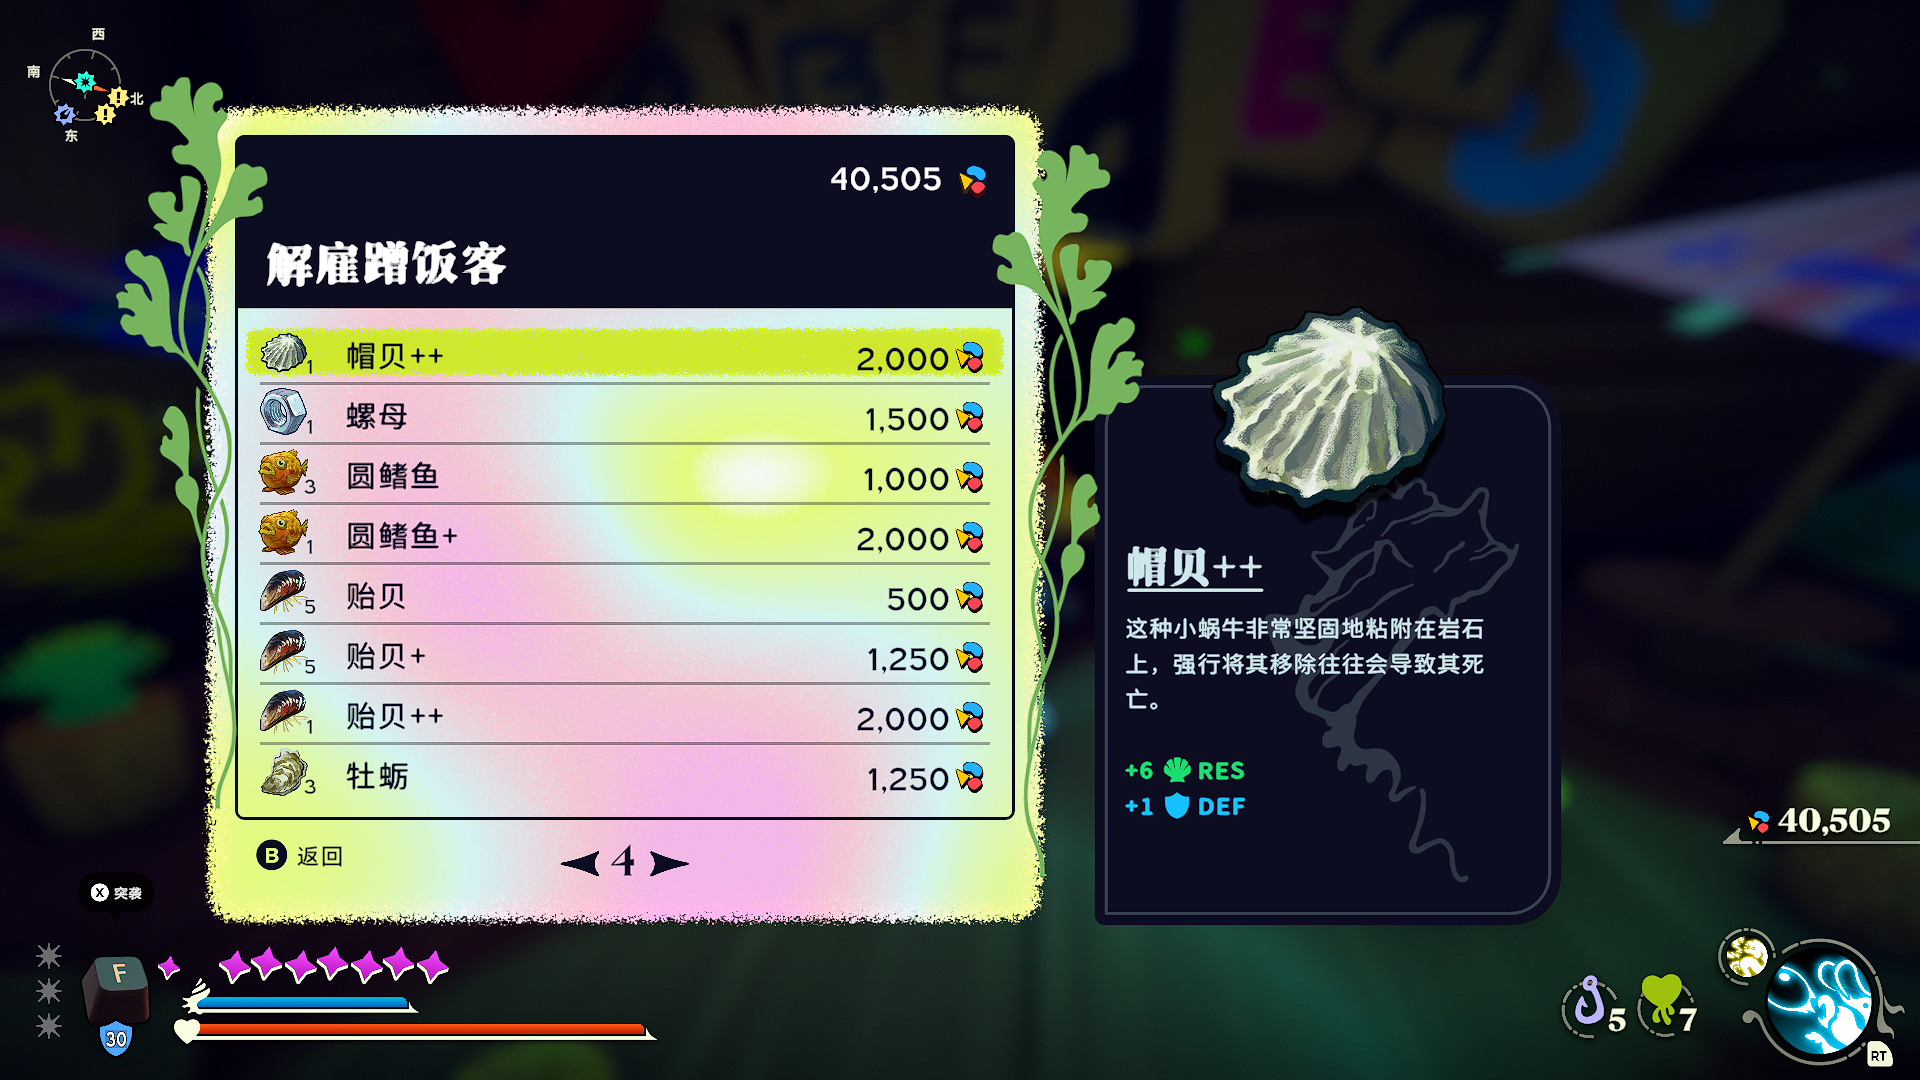 西
南
北
东
40,505
解雇蹭饭客
1 帽贝++ 2,000
1 螺母 1,500
3 圆鳍鱼 1,000
1 圆鳍鱼+ 2,000
5 贻贝 500
5 贻贝+ 1,250
1 贻贝++ 2,000
3 牡蛎 1,250
B 返回
4
帽贝++
这种小蜗牛非常坚固地粘附在岩石
上，强行将其移除往往会导致其死
亡。
+6 RES
+1 DEF
40,505
X 突袭
F
30
5
7
RT